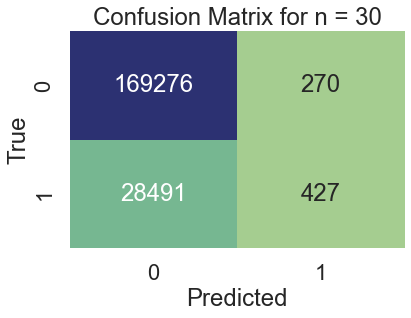 Confusion Matrix for n = 30
True
0
169276
270
1
28491
427
0
1
Predicted